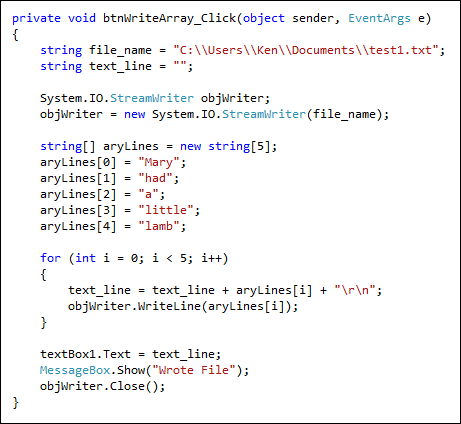 private void btnWriteArray_Click(object sender, EventArgs e)
{
    string file_name = "C:\\Users\\Ken\\Documents\\test1.txt";
    string text_line = "";

    System.IO.StreamWriter objWriter;
    objWriter = new System.IO.StreamWriter(file_name);

    string[] aryLines = new string[5];
    aryLines[0] = "Mary";
    aryLines[1] = "had";
    aryLines[2] = "a";
    aryLines[3] = "little";
    aryLines[4] = "lamb";

    for (int i = 0; i < 5; i++)
    {
        text_line = text_line + aryLines[i] + "\r\n";
        objWriter.WriteLine(aryLines[i]);
    }

    textBox1.Text = text_line;
    MessageBox.Show("Wrote File");
    objWriter.Close();
}